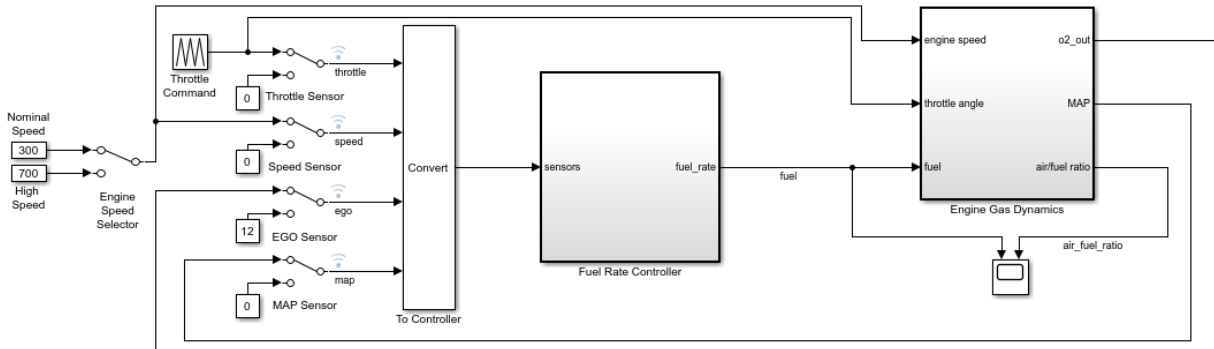 engine speed
o2_out
throttle
Throttle
Command
0
Throttle Sensor
throttle angle
MAP
Nominal
Speed
300
700
High
Speed
Engine
Speed
Selector
speed
0
Speed Sensor
Convert
sensors
fuel_rate
fuel
fuel
air/fuel ratio
ego
12
EGO Sensor
Engine Gas Dynamics
air_fuel_ratio
map
0
MAP Sensor
To Controller
Fuel Rate Controller